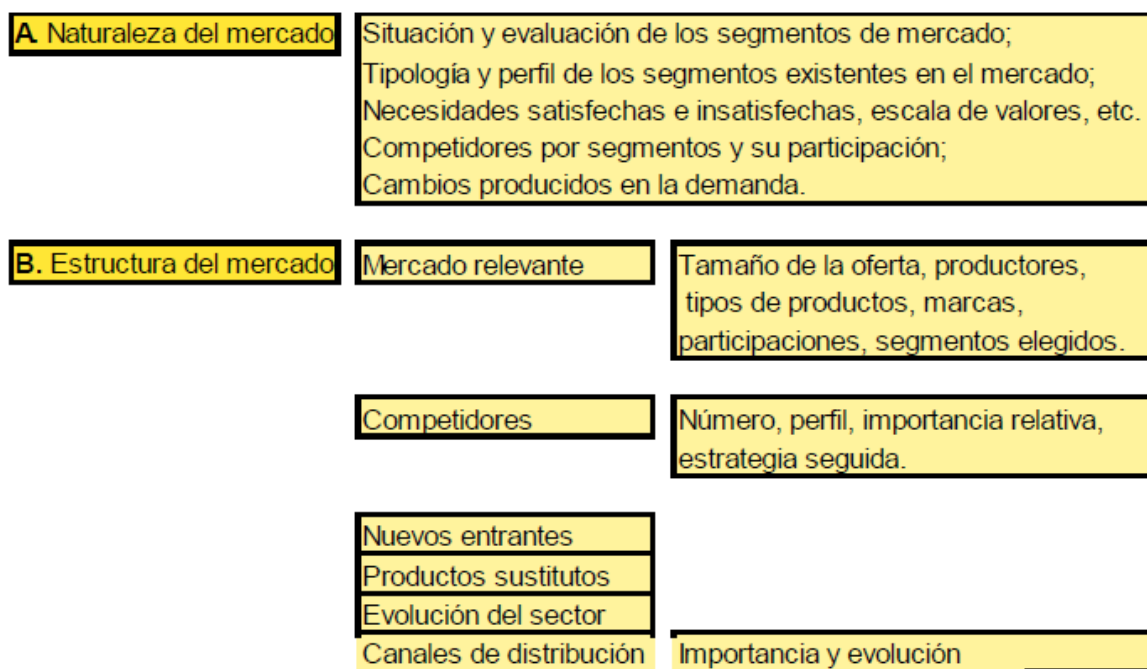 A. Naturaleza del mercado
Situación y evaluación de los segmentos de mercado;
Tipología y perfil de los segmentos existentes en el mercado;
Necesidades satisfechas e insatisfechas, escala de valores, etc.
Competidores por segmentos y su participación;
Cambios producidos en la demanda.
B. Estructura del mercado
Mercado relevante
Tamaño de la oferta, productores,
tipos de productos, marcas,
participaciones, segmentos elegidos.
Competidores
Número, perfil, importancia relativa,
estrategia seguida.
Nuevos entrantes
Productos sustitutos
Evolución del sector
Canales de distribución
Importancia y evolución